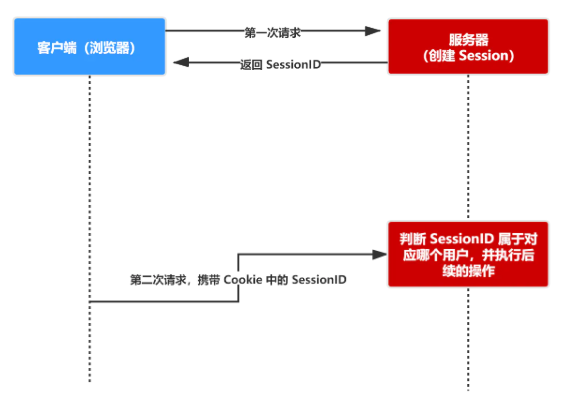 客户端（浏览器）
第一次请求
服务器
（创建 Session）
返回 SessionID
判断 SessionID 属于对
应哪个用户，并执行后
续的操作
第二次请求，携带 Cookie 中的 SessionID